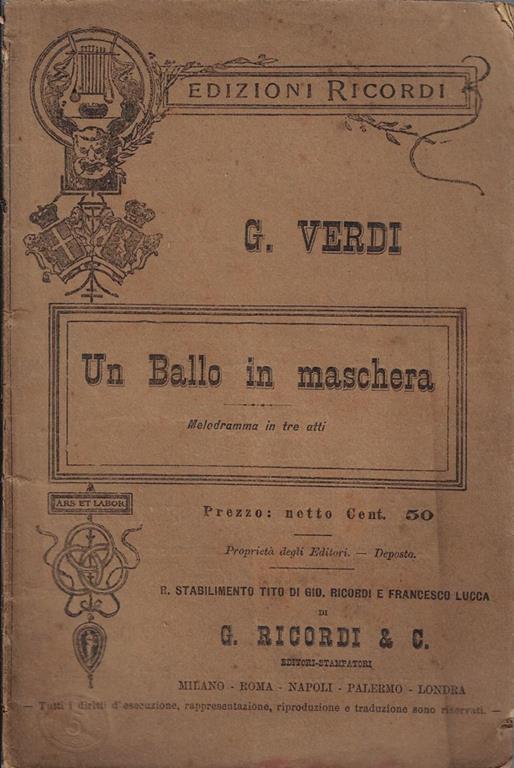 EDIZIONI RICORDI
G. VERDI
Un Ballo in maschera
Melodramma in tre atti
ARS ET LABOR
Prezzo: netto Cent. 50
Proprietà degli Editori. — Deposto.
R. STABILIMENTO TITO DI GIO. RICORDI E FRANCESCO LUCCA
DI
G. RICORDI & C.
EDITORI-STAMPATORI
MILANO - ROMA - NAPOLI - PALERMO - LONDRA
— Tutti i diritti d'esecuzione, rappresentazione, riproduzione e traduzione sono riservati. —